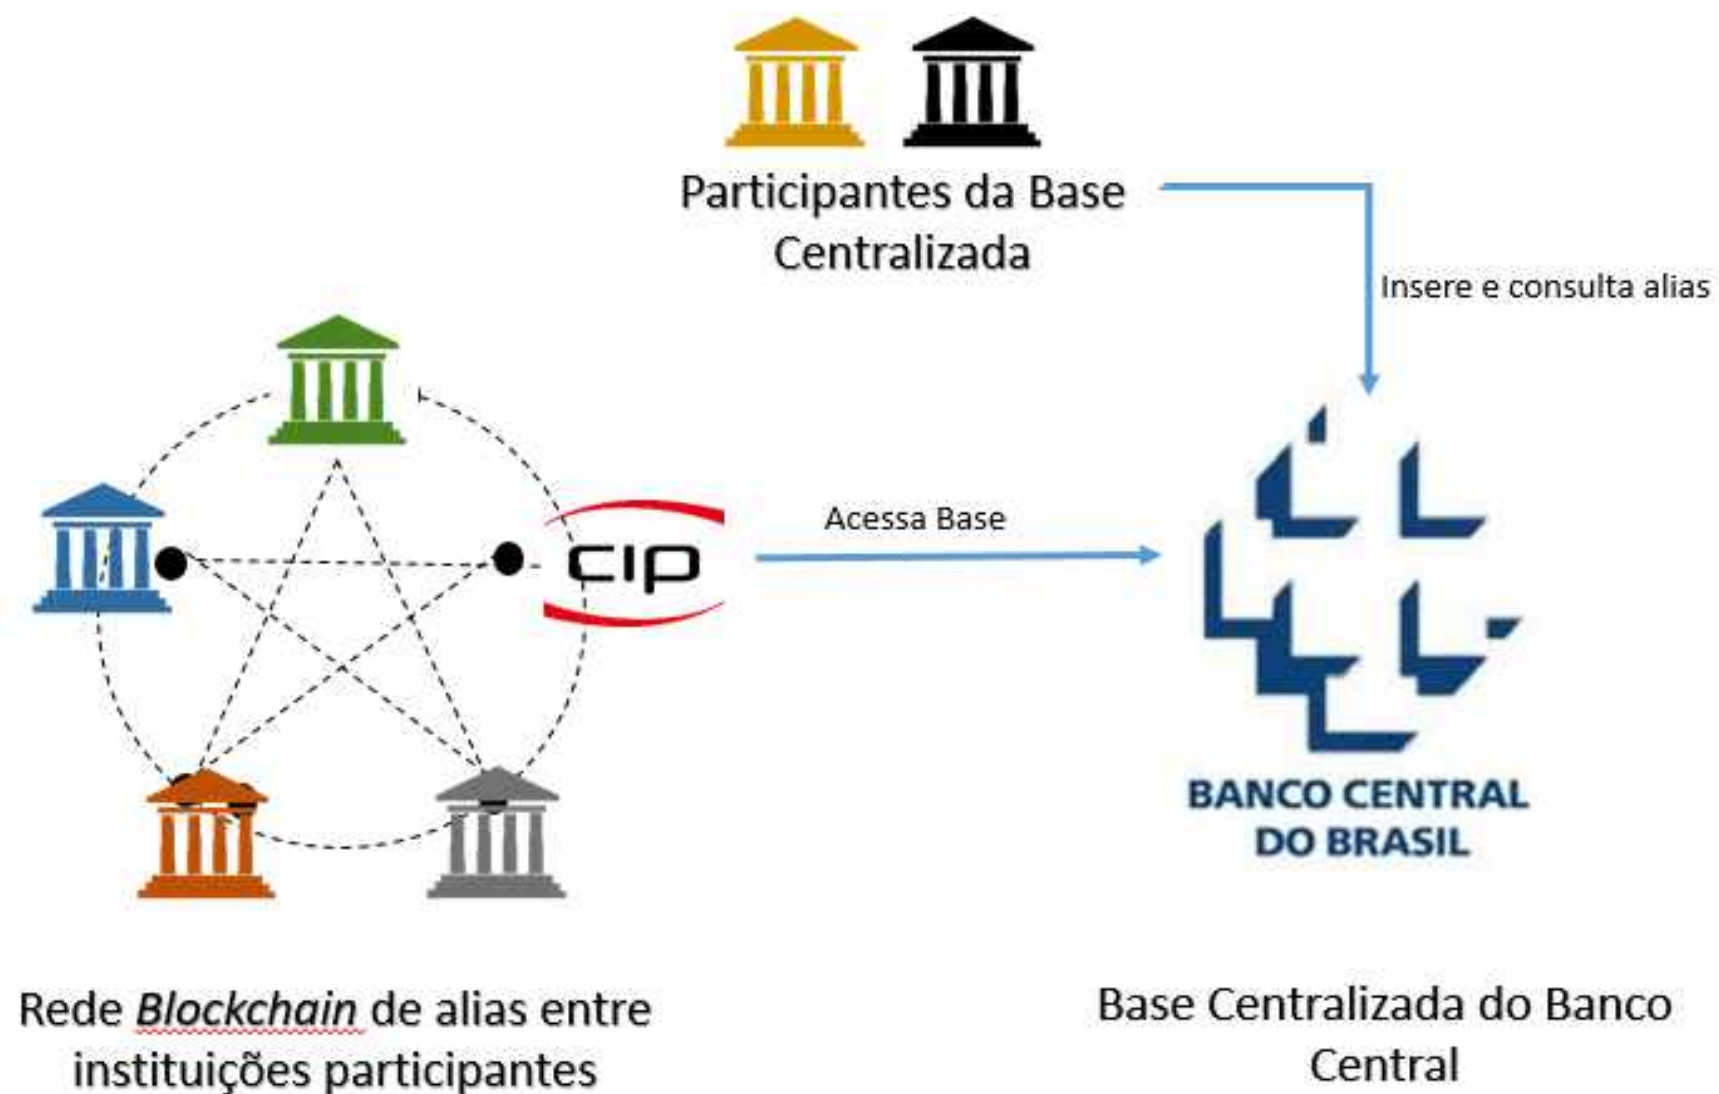 Participantes da Base
Centralizada
Insere e consulta alias
Acessa Base
cip
BANCO CENTRAL
DO BRASIL
Rede Blockchain de alias entre
instituições participantes
Base Centralizada do Banco
Central